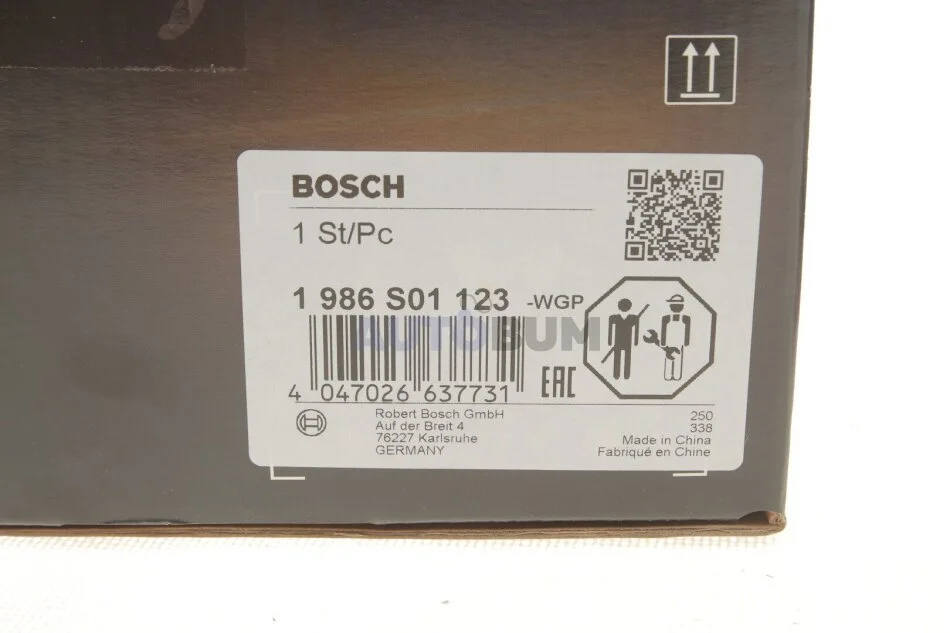 BOSCH
1 St/Pc
1 986 S01 123 -WGP
AUTOBUM
4 047026 637731
EAC
Robert Bosch GmbH
Auf der Breit 4
76227 Karlsruhe
GERMANY
250
338
Made in China
Fabriqué en Chine